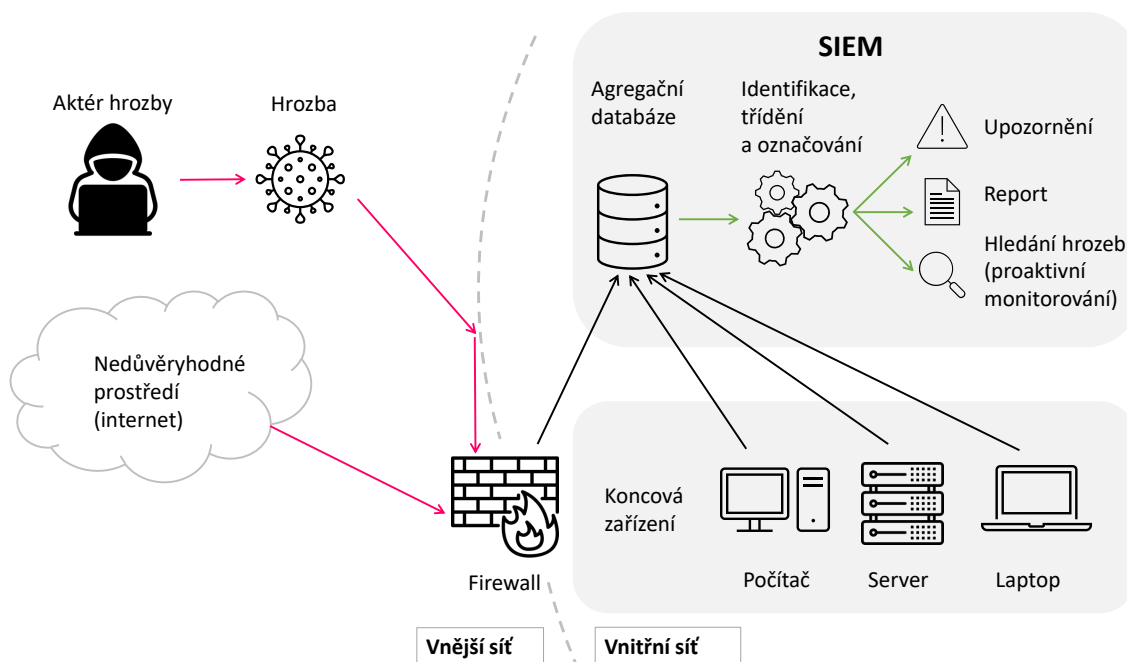 SIEM
Aktér hrozby
Hrozba
Agregační
databáze
Identifikace,
třídění
a označování
Upozornění
Report
Hledání hrozeb
(proaktivní
monitorování)
Nedůvěryhodné
prostředí
(internet)
Koncová
zařízení
Firewall
Počítač
Server
Laptop
Vnější síť
Vnitřní síť